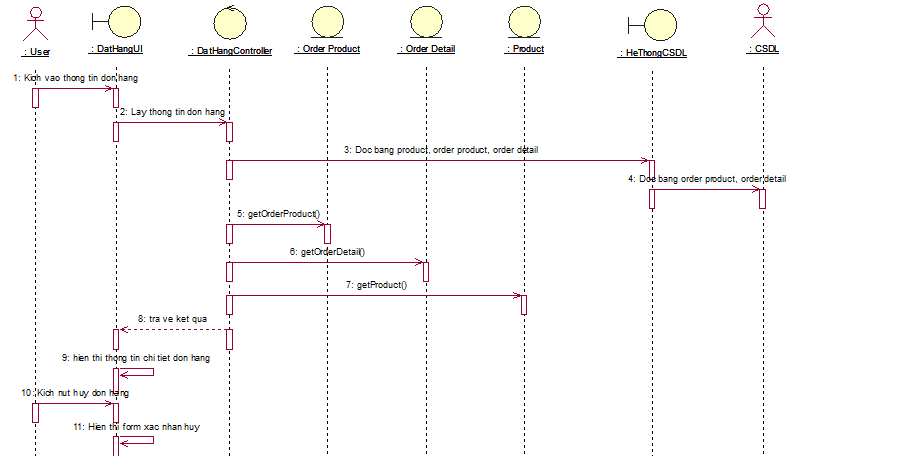 : User
: DatHangUI
: DatHangController
: Order Product
: Order Detail
: Product
: HeThongCSDL
: CSDL
1: Kich vao thong tin don hang
2: Lay thong tin don hang
3: Doc bang product, order product, order detail
4: Doc bang order product, order detail
5: getOrderProduct()
6: getOrderDetail()
7: getProduct()
8: tra ve ket qua
9: hien thi thong tin chi tiet don hang
10: Kich nut huy don hang
11: Hien thi form xac nhan huy